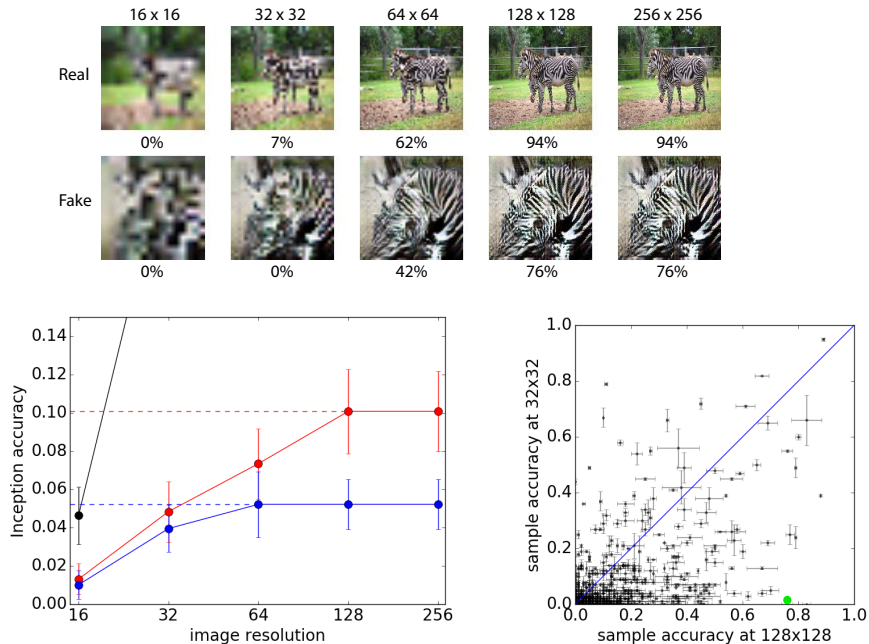 16 x 16 32 x 32 64 x 64 128 x 128 256 x 256
Real
0% 7% 62% 94% 94%
Fake
0% 0% 42% 76% 76%
0.14
0.12
0.10
0.08
0.06
0.04
0.02
0.00
Inception accuracy
16 32 64 128 256
image resolution
1.0
0.8
0.6
0.4
0.2
0.0
sample accuracy at 32x32
0.0 0.2 0.4 0.6 0.8 1.0
sample accuracy at 128x128